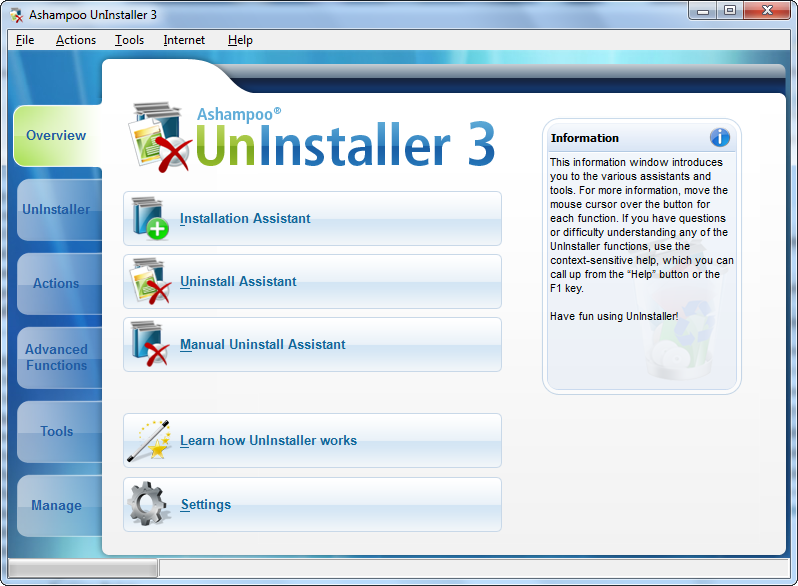 Ashampoo UnInstaller 3
File Actions Tools Internet Help
Overview
UnInstaller
Actions
Advanced
Functions
Tools
Manage
Ashampoo®
UnInstaller 3
Installation Assistant
Uninstall Assistant
Manual Uninstall Assistant
Learn how UnInstaller works
Settings
Information
This information window introduces
you to the various assistants and
tools. For more information, move the
mouse cursor over the button for
each function. If you have questions
or difficulty understanding any of the
UnInstaller functions, use the
context-sensitive help, which you can
call up from the "Help" button or the
F1 key.
Have fun using UnInstaller!